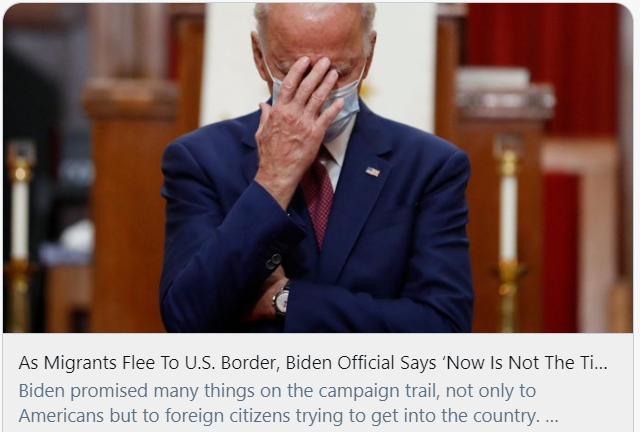 As Migrants Flee To U.S. Border, Biden Official Says ‘Now Is Not The Ti...
Biden promised many things on the campaign trail, not only to
Americans but to foreign citizens trying to get into the country. ...